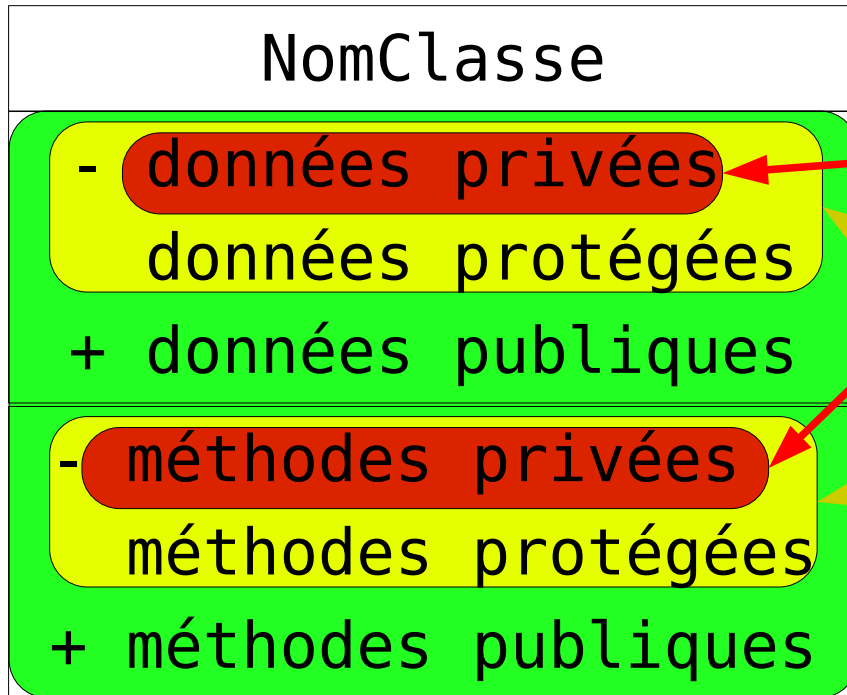 NomClasse
- données privées
données protégées
+ données publiques
- méthodes privées
méthodes protégées
+ méthodes publiques